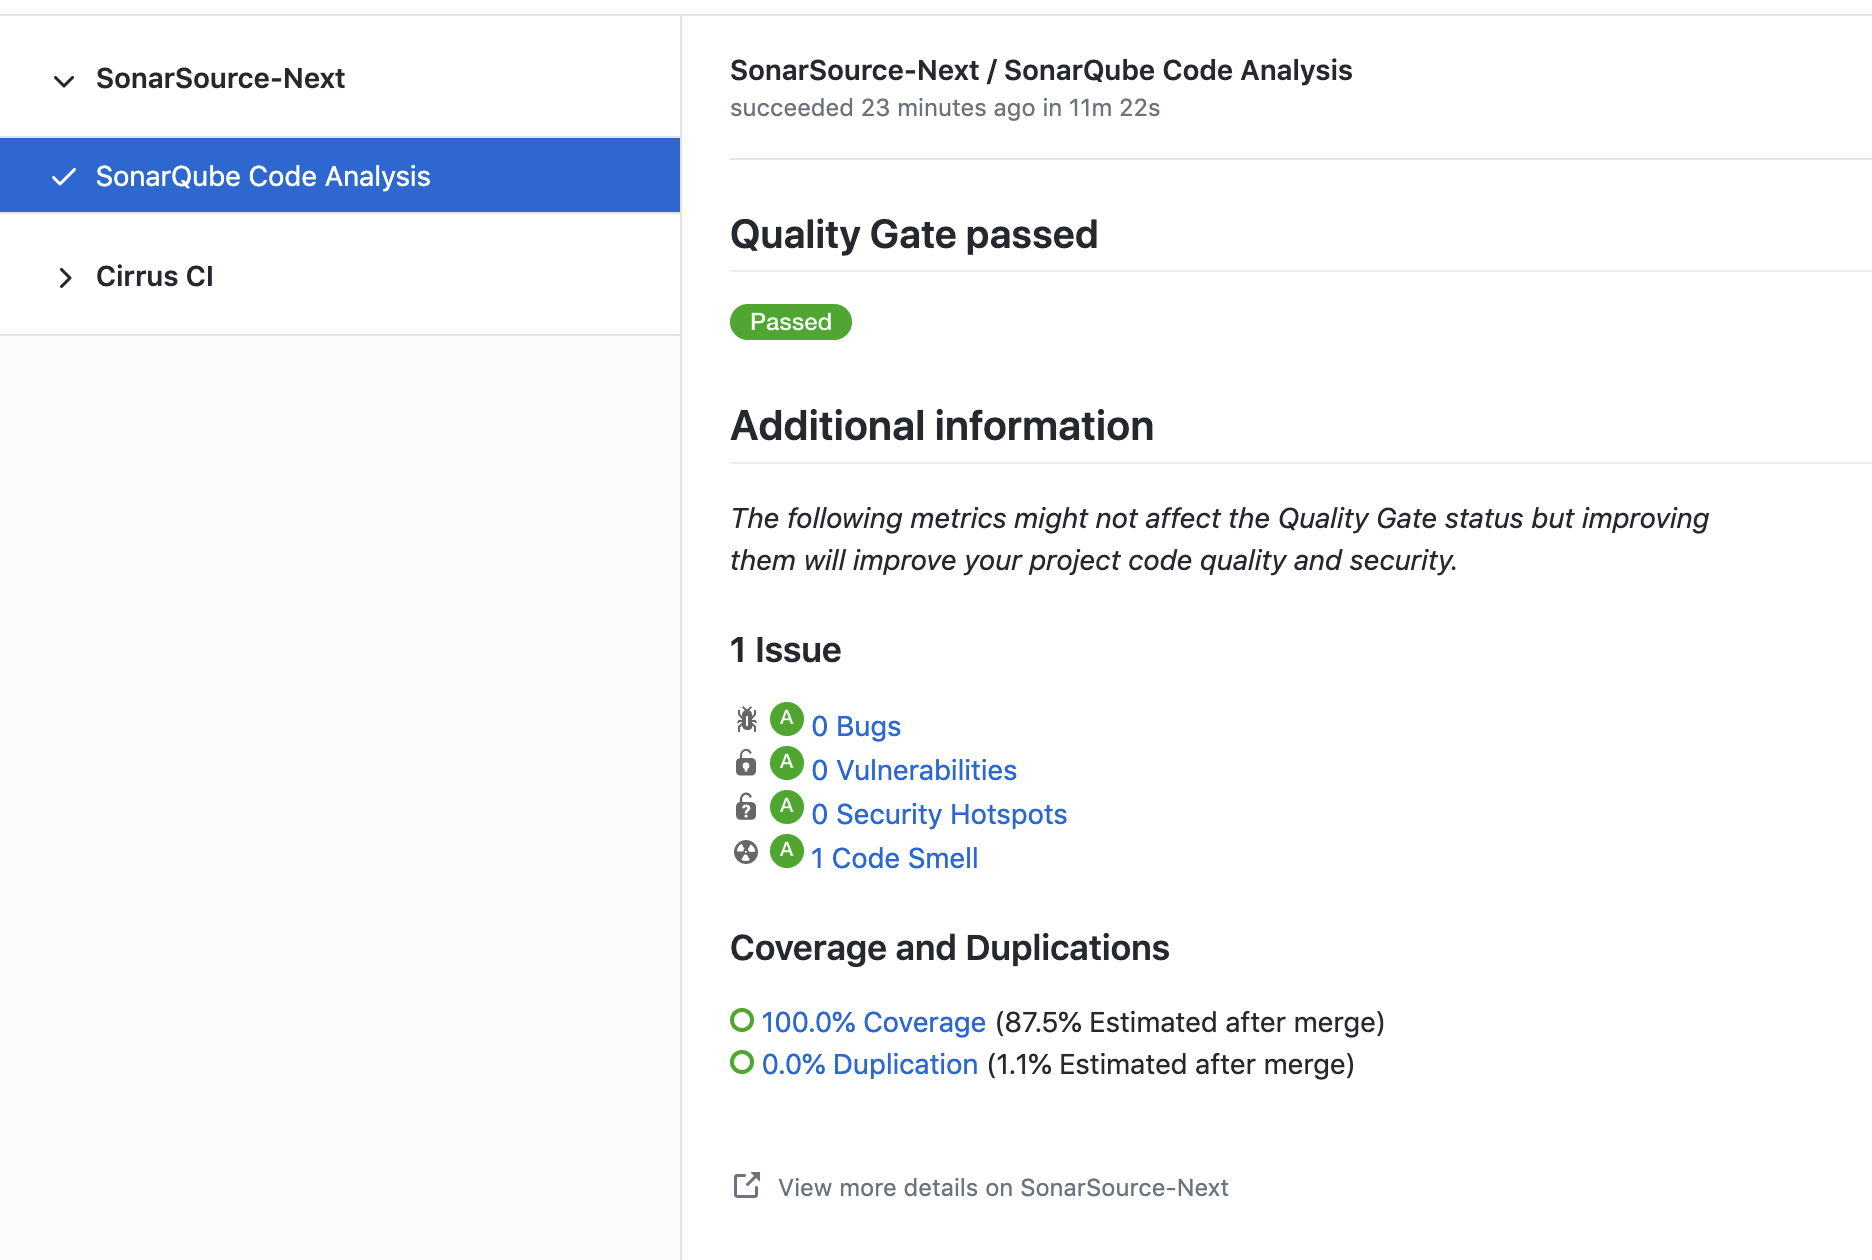 SonarSource-Next
SonarQube Code Analysis
Cirrus CI
SonarSource-Next / SonarQube Code Analysis
succeeded 23 minutes ago in 11m 22s
Quality Gate passed
Passed
Additional information
The following metrics might not affect the Quality Gate status but improving
them will improve your project code quality and security.
1 Issue
A 0 Bugs
A 0 Vulnerabilities
A 0 Security Hotspots
A 1 Code Smell
Coverage and Duplications
100.0% Coverage (87.5% Estimated after merge)
0.0% Duplication (1.1% Estimated after merge)
View more details on SonarSource-Next